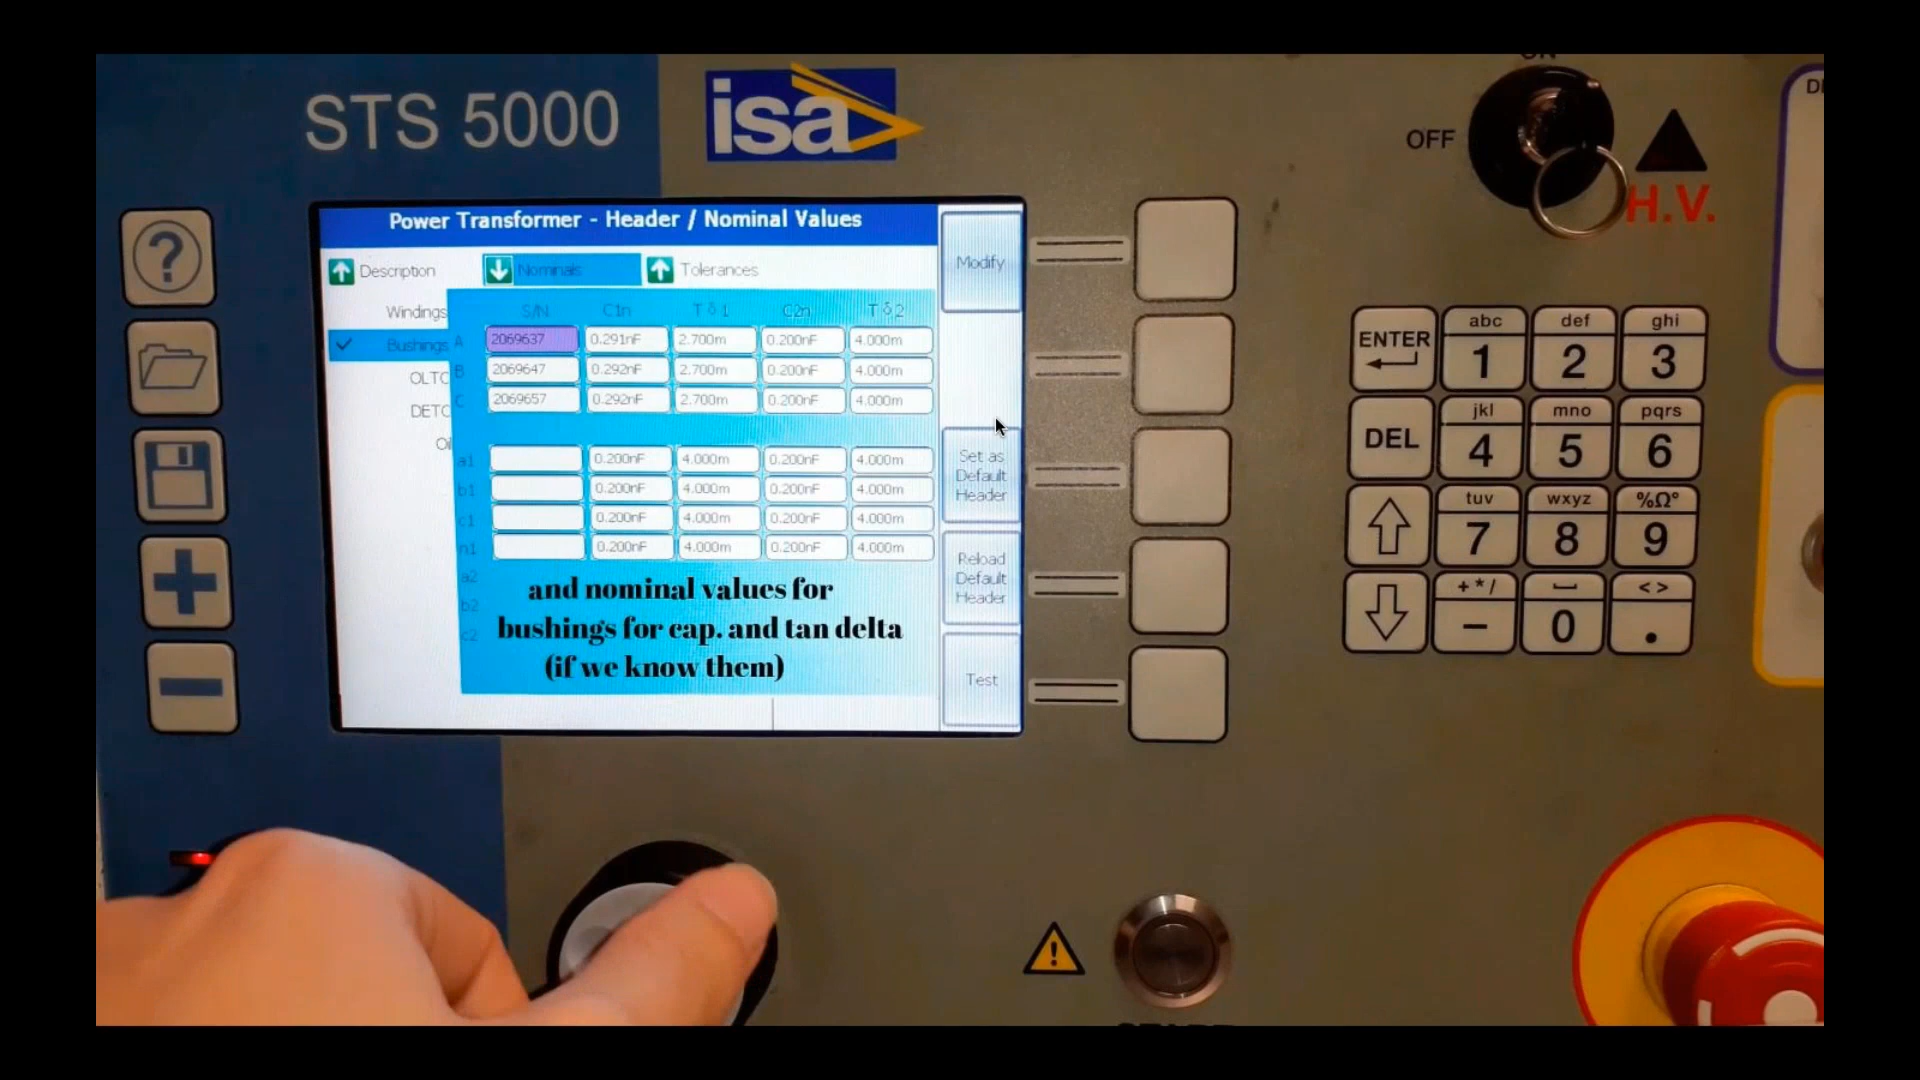 STS 5000
isa
OFF
H.V.
Power Transformer - Header / Nominal Values
Description
Nominals
Tolerances
Modify
Windings
S/N C1n T δ 1 C2n T δ 2
Bushings A 2069637 0.291nF 2.700m 0.200nF 4.000m
OLTC B 2069647 0.292nF 2.700m 0.200nF 4.000m
DETC C 2069657 0.292nF 2.700m 0.200nF 4.000m
Oil
a1 0.200nF 4.000m 0.200nF 4.000m
b1 0.200nF 4.000m 0.200nF 4.000m
c1 0.200nF 4.000m 0.200nF 4.000m
n1 0.200nF 4.000m 0.200nF 4.000m
a2
b2
c2
Set as
Default
Header
Reload
Default
Header
Test
and nominal values for
bushings for cap. and tan delta
(if we know them)
ENTER
abc
1
def
2
ghi
3
DEL
jkl
4
mno
5
pqrs
6
tuv
7
wxyz
8
%Ω°
9
+*/
–
0
< >
.